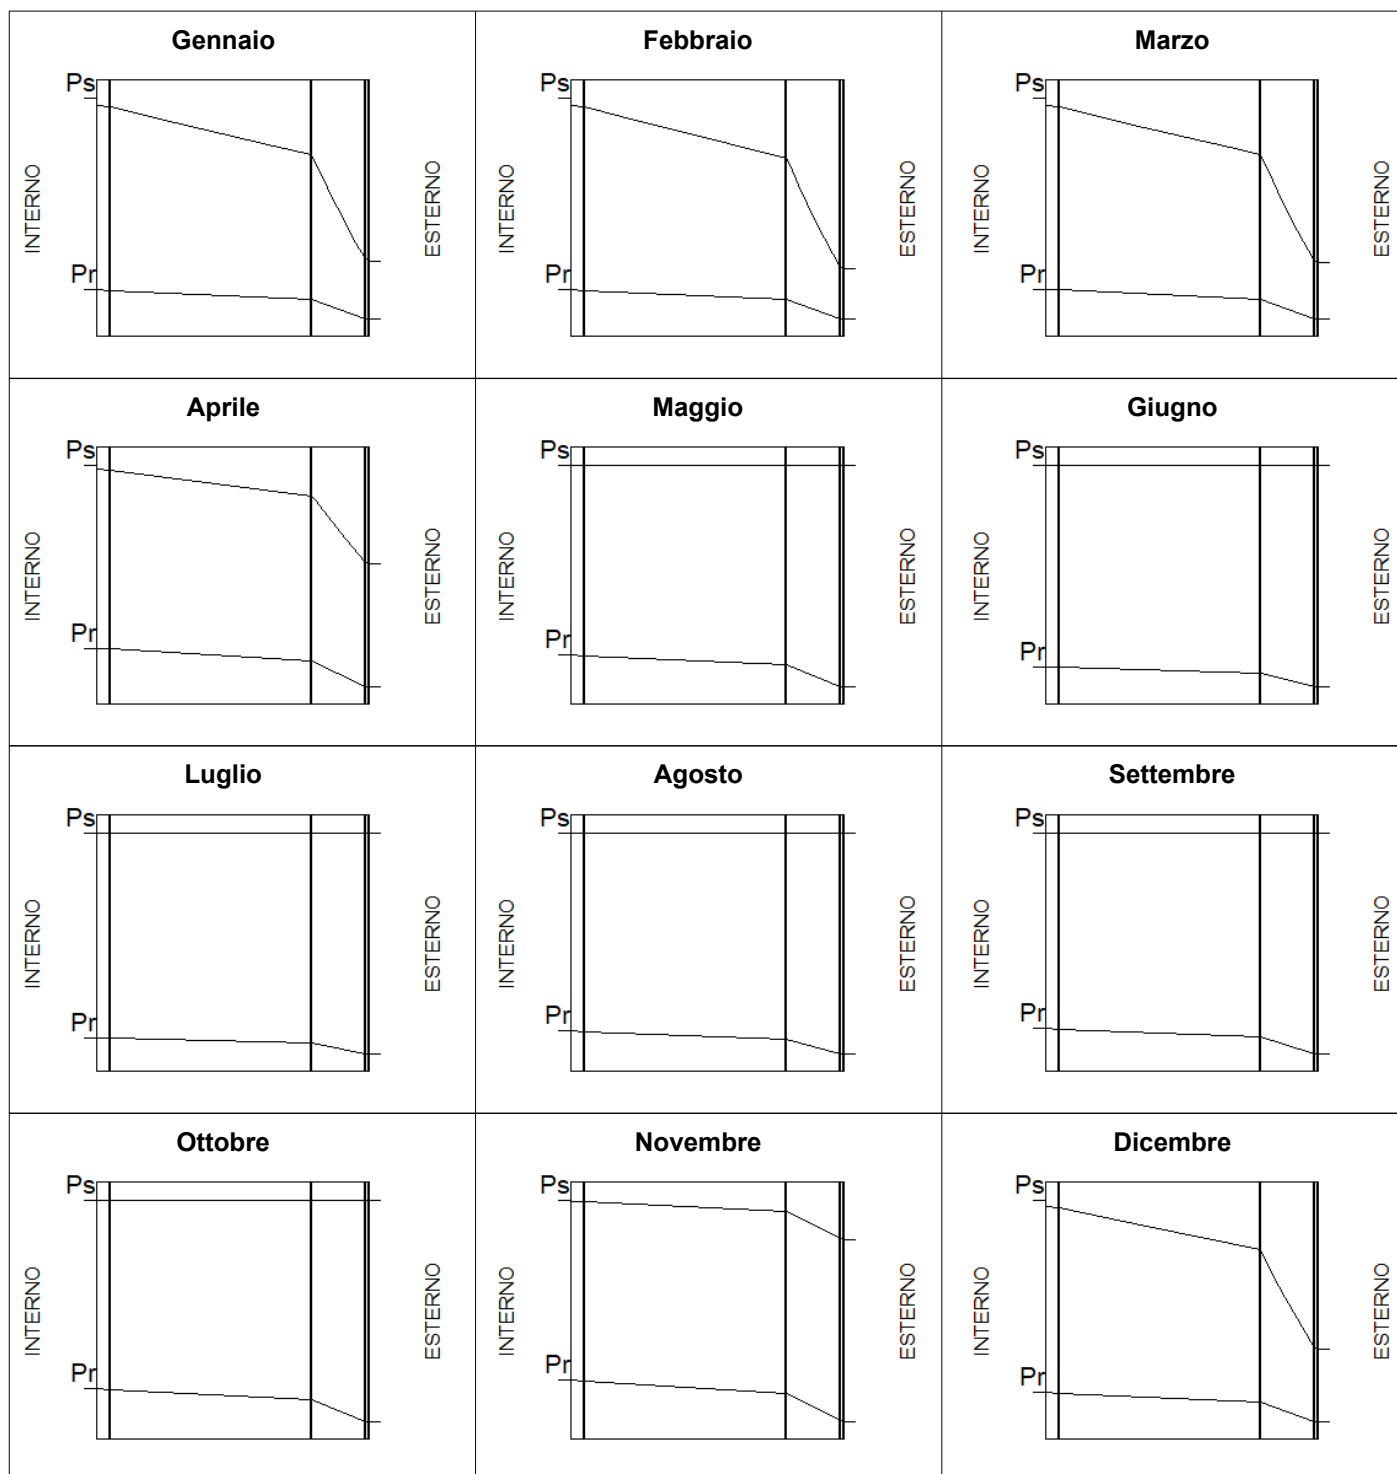 Gennaio
Febbraio
Marzo
Ps
Pr
INTERNO
ESTERNO
Ps
Pr
INTERNO
ESTERNO
Ps
Pr
INTERNO
ESTERNO
Aprile
Maggio
Giugno
Ps
Pr
INTERNO
ESTERNO
Ps
Pr
INTERNO
ESTERNO
Ps
Pr
INTERNO
ESTERNO
Luglio
Agosto
Settembre
Ps
Pr
INTERNO
ESTERNO
Ps
Pr
INTERNO
ESTERNO
Ps
Pr
INTERNO
ESTERNO
Ottobre
Novembre
Dicembre
Ps
Pr
INTERNO
ESTERNO
Ps
Pr
INTERNO
ESTERNO
Ps
Pr
INTERNO
ESTERNO